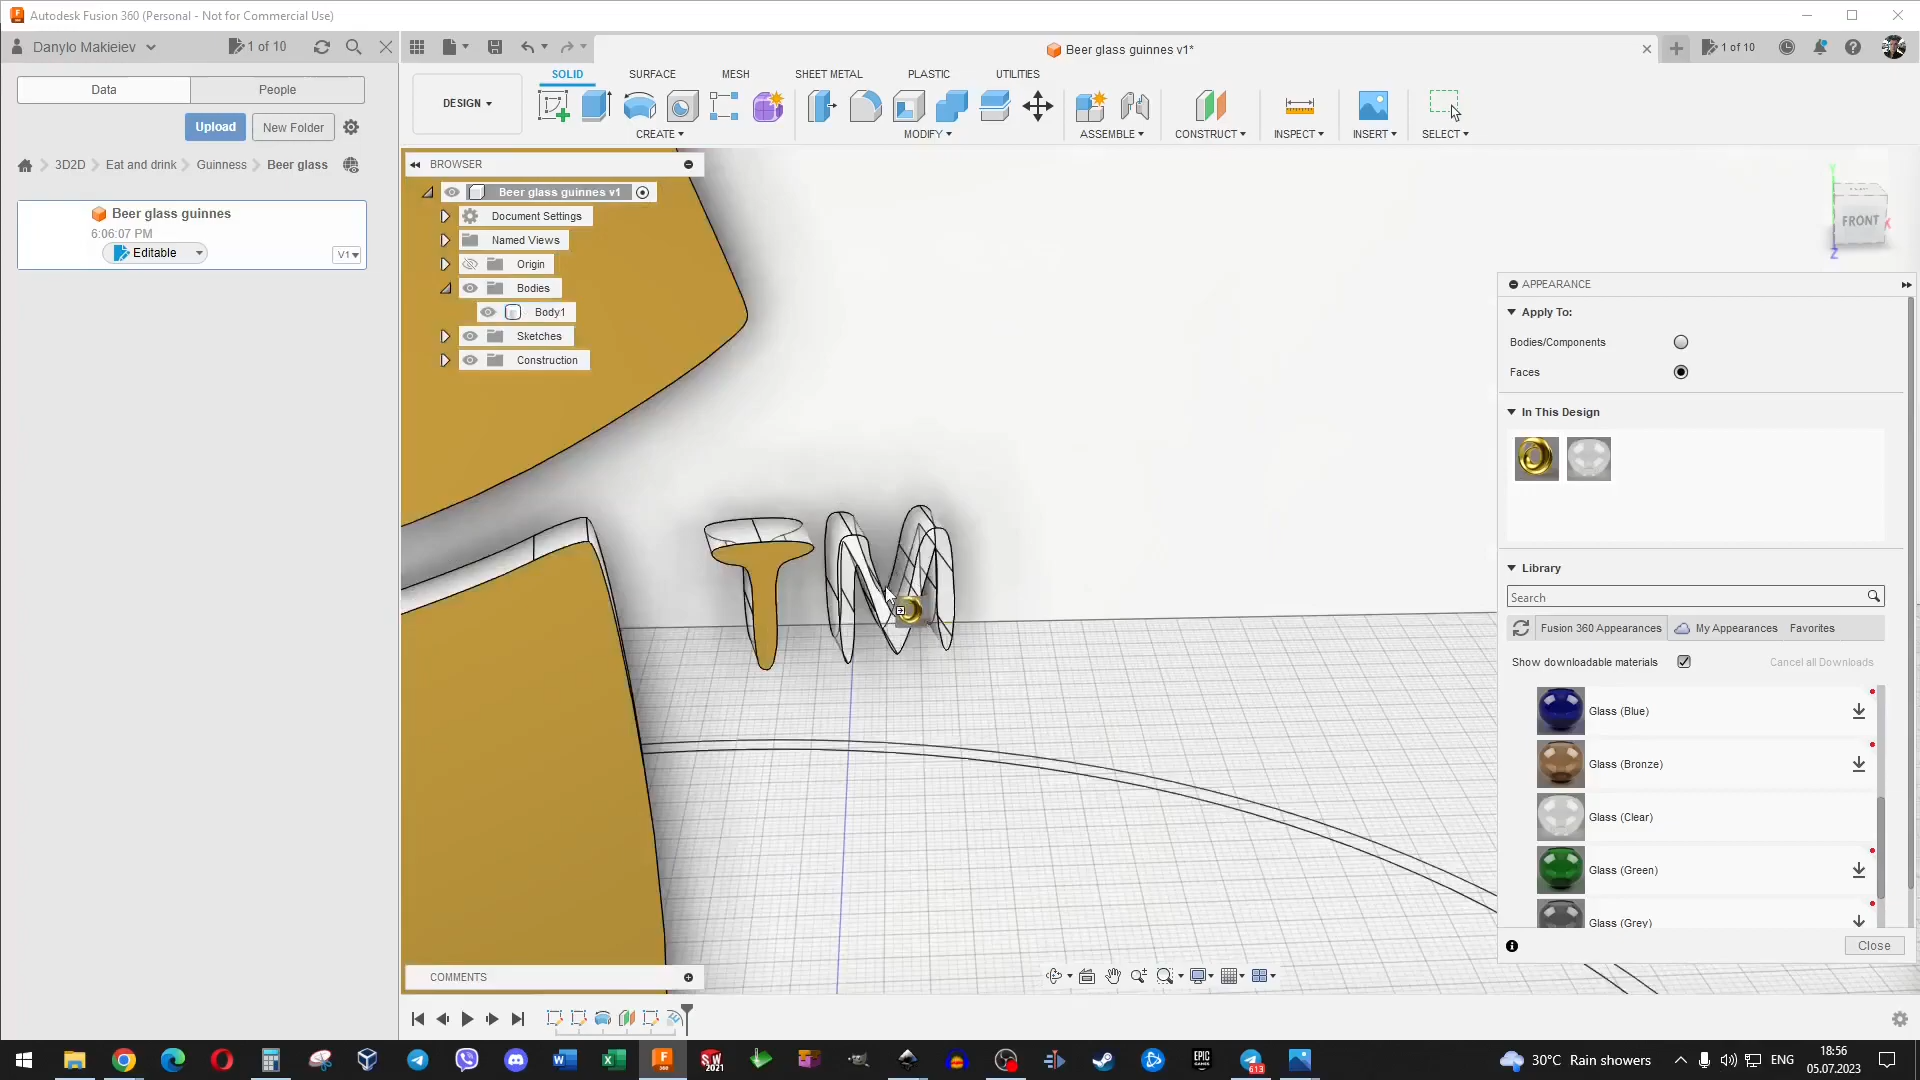 Autodesk Fusion 360 (Personal - Not for Commercial Use)
Danylo Makieiev
1 of 10
Beer glass guinnes v1*
1 of 10
Data
People
Upload
New Folder
3D2D
Eat and drink
Guinness
Beer glass
Beer glass guinnes
6:06:07 PM
Editable
V1
DESIGN
SOLID
SURFACE
MESH
SHEET METAL
PLASTIC
UTILITIES
CREATE
MODIFY
ASSEMBLE
CONSTRUCT
INSPECT
INSERT
SELECT
BROWSER
Beer glass guinnes v1
Document Settings
Named Views
Origin
Bodies
Body1
Sketches
Construction
TM
Y
FRONT
X
Z
APPEARANCE
Apply To:
Bodies/Components
Faces
In This Design
Library
Search
Fusion 360 Appearances
My Appearances
Favorites
Show downloadable materials
Cancel all Downloads
Glass (Blue)
Glass (Bronze)
Glass (Clear)
Glass (Green)
Glass (Grey)
Close
COMMENTS
30°C Rain showers
ENG
18:56
05.07.2023
613
2021